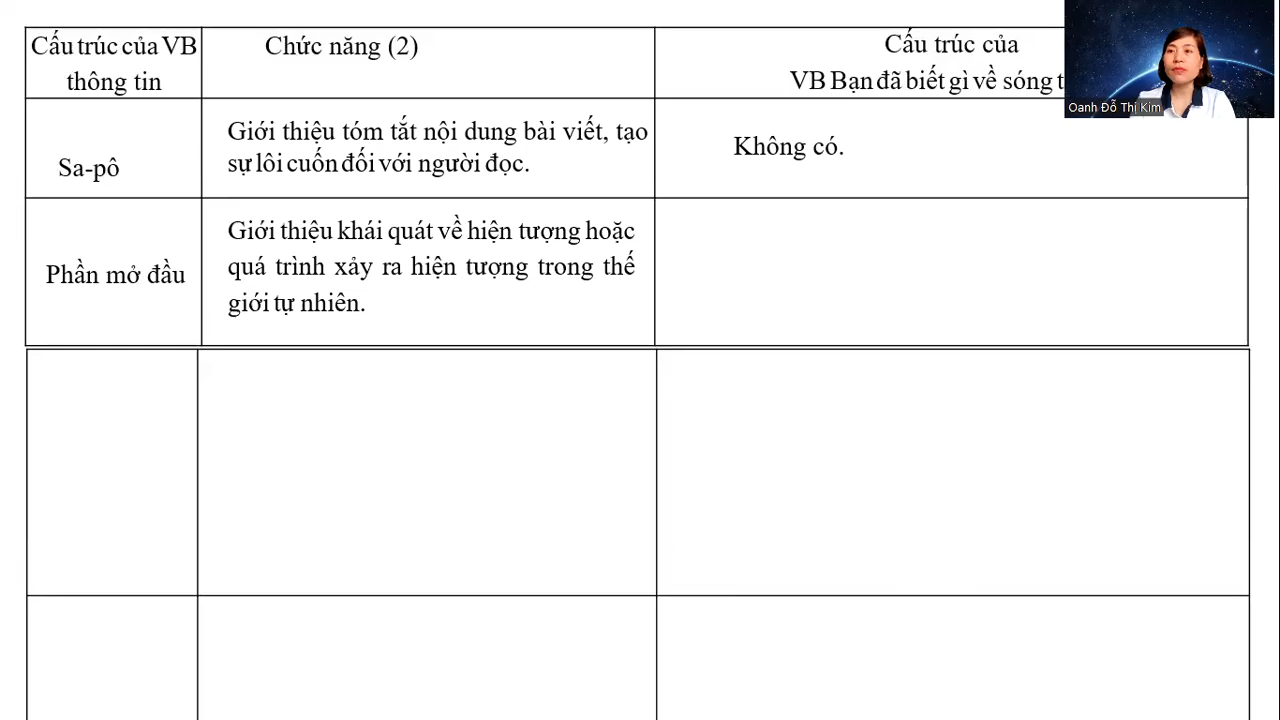 Cấu trúc của VB
thông tin
Chức năng (2)
Cấu trúc của
VB Bạn đã biết gì về sóng
Oanh Đỗ Thị Kim
Sa-pô
Giới thiệu tóm tắt nội dung bài viết, tạo
sự lôi cuốn đối với người đọc.
Không có.
Phần mở đầu
Giới thiệu khái quát về hiện tượng hoặc
quá trình xảy ra hiện tượng trong thế
giới tự nhiên.